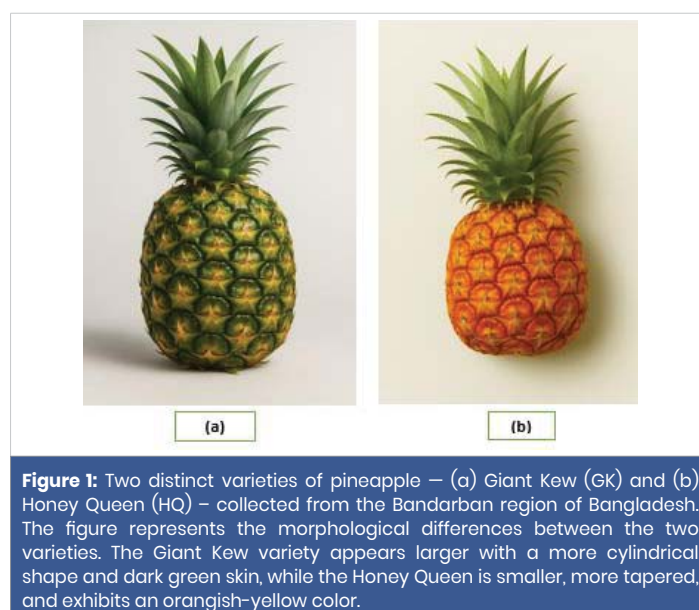 (a)
(b)
Figure 1: Two distinct varieties of pineapple — (a) Giant Kew (GK) and (b)
Honey Queen (HQ) – collected from the Bandarban region of Bangladesh.
The figure represents the morphological differences between the two
varieties. The Giant Kew variety appears larger with a more cylindrical
shape and dark green skin, while the Honey Queen is smaller, more tapered,
and exhibits an orangish-yellow color.